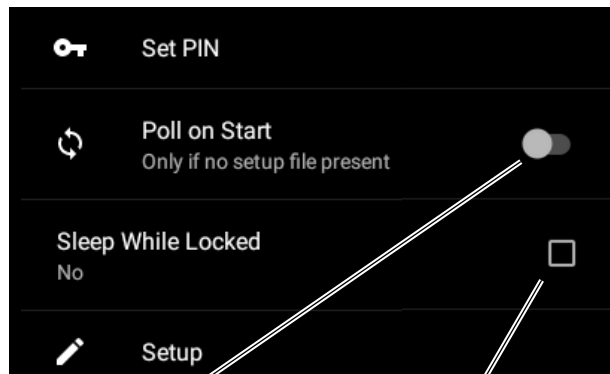 Set PIN
Poll on Start
Only if no setup file present
Sleep While Locked
No
Setup